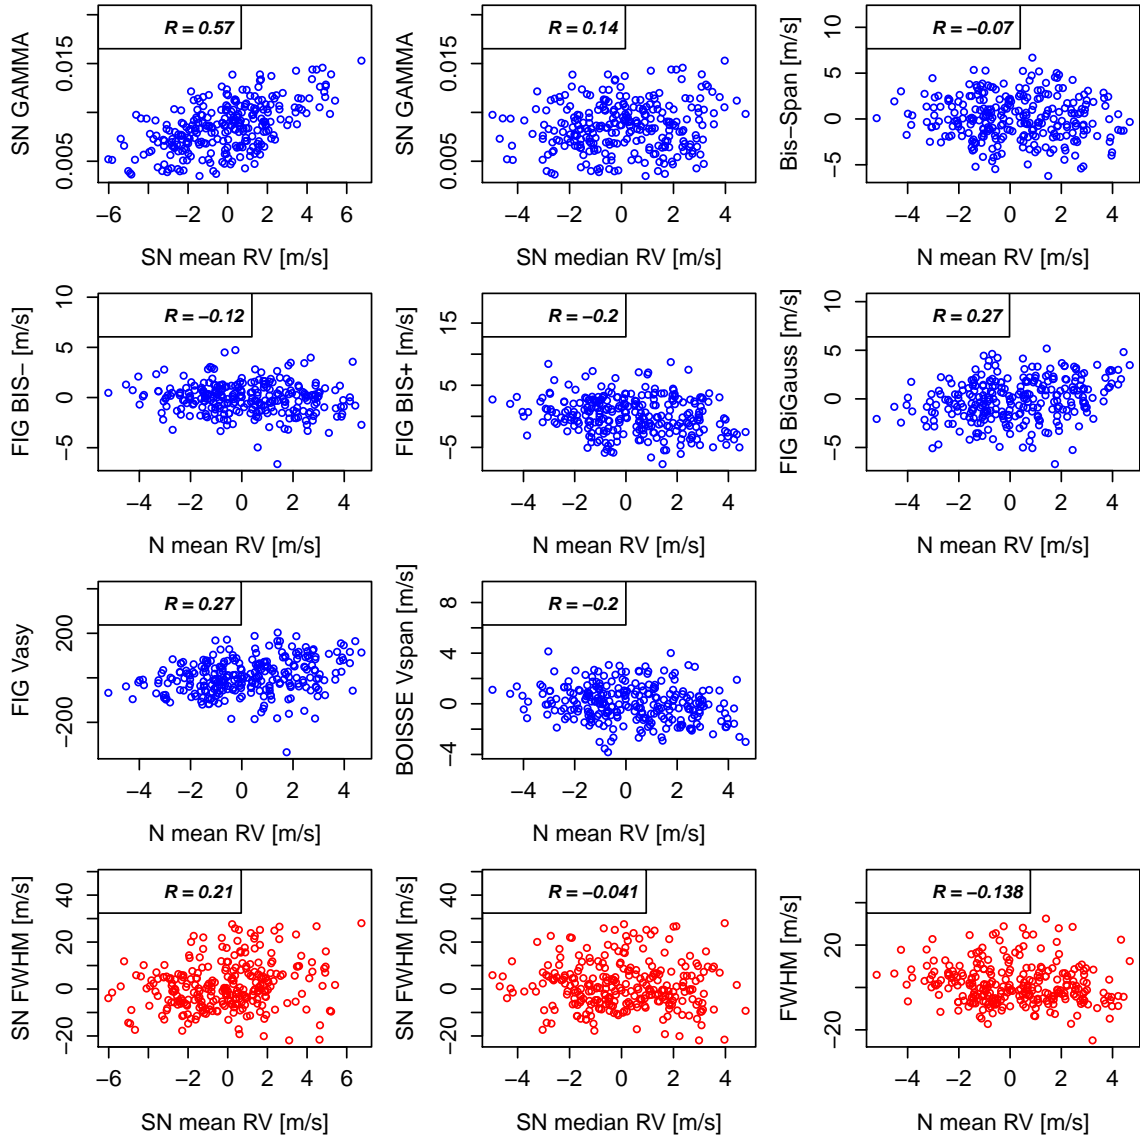 R = 0.57
SN GAMMA
0.005 0.015
−6 −4 −2 0 2 4 6
SN mean RV [m/s]
R = 0.14
SN GAMMA
0.005 0.015
−4 −2 0 2 4
SN median RV [m/s]
R = −0.07
Bis−Span [m/s]
−5 0 5 10
−4 −2 0 2 4
N mean RV [m/s]
R = −0.12
FIG BIS− [m/s]
−5 0 5 10
−4 −2 0 2 4
N mean RV [m/s]
R = −0.2
FIG BIS+ [m/s]
−5 5 15
−4 −2 0 2 4
N mean RV [m/s]
R = 0.27
FIG BiGauss [m/s]
−5 0 5 10
−4 −2 0 2 4
N mean RV [m/s]
R = 0.27
FIG Vasy
−200 200
−4 −2 0 2 4
N mean RV [m/s]
R = −0.2
BOISSE Vspan [m/s]
−4 0 4 8
−4 −2 0 2 4
N mean RV [m/s]
R = 0.21
SN FWHM [m/s]
−20 0 20 40
−6 −2 0 2 4 6
SN mean RV [m/s]
R = −0.041
SN FWHM [m/s]
−20 0 20 40
−4 −2 0 2 4
SN median RV [m/s]
R = −0.138
FWHM [m/s]
−20 20
−4 −2 0 2 4
N mean RV [m/s]